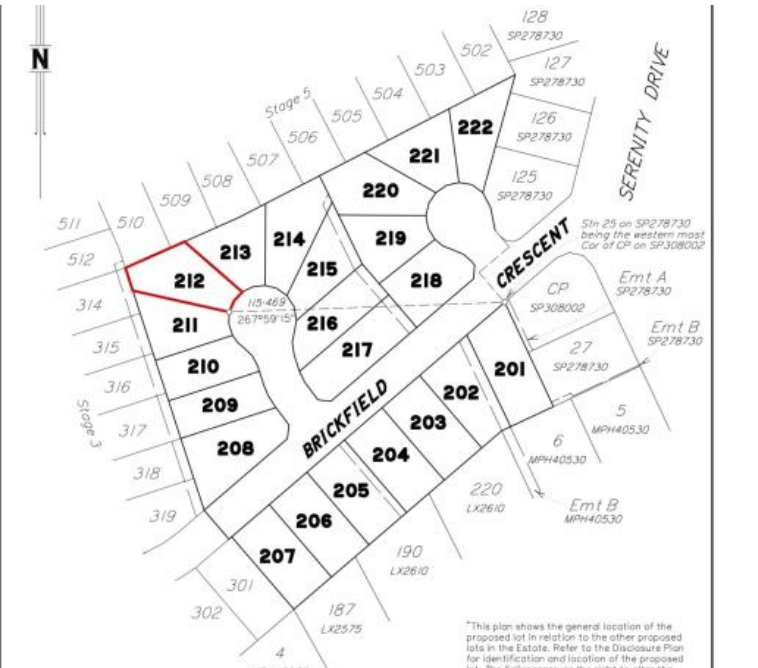 N
128
SP278730
502
127
SP278730
503
504
Stage 5
505
126
SP278730
222
506
221
507
125
SP278730
SERENITY DRIVE
508
220
509
510
511
219
213
214
512
CRESCENT
Stn 25 on SP278730
being the western most
Cor of CP on SP308002
212
215
218
Emt A
SP278730
CP
SP308002
314
115·469
267°59'15"
211
216
Emt B
SP278730
315
217
27
SP278730
210
201
316
202
209
BRICKFIELD
203
5
MPH40530
Stage 3
317
208
204
6
MPH40530
318
205
220
LX2610
319
206
Emt B
MPH40530
207
190
LX2610
301
302
187
LX2575
4
"This plan shows the general location of the
proposed lot in relation to the other proposed
lots in the Estate. Refer to the Disclosure Plan
for identification and location of the proposed